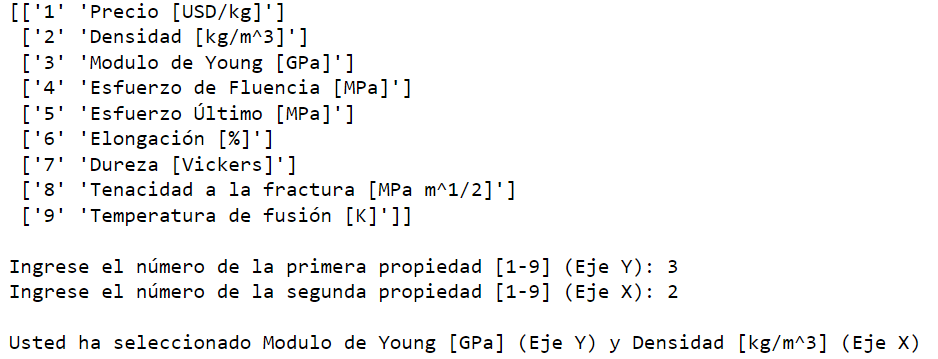 [['1' 'Precio [USD/kg]']
['2' 'Densidad [kg/m^3]']
['3' 'Modulo de Young [GPa]']
['4' 'Esfuerzo de Fluencia [MPa]']
['5' 'Esfuerzo Último [MPa]']
['6' 'Elongación [%]']
['7' 'Dureza [Vickers]']
['8' 'Tenacidad a la fractura [MPa m^1/2]']
['9' 'Temperatura de fusión [K]']]
Ingrese el número de la primera propiedad [1-9] (Eje Y): 3
Ingrese el número de la segunda propiedad [1-9] (Eje X): 2
Usted ha seleccionado Modulo de Young [GPa] (Eje Y) y Densidad [kg/m^3] (Eje X)